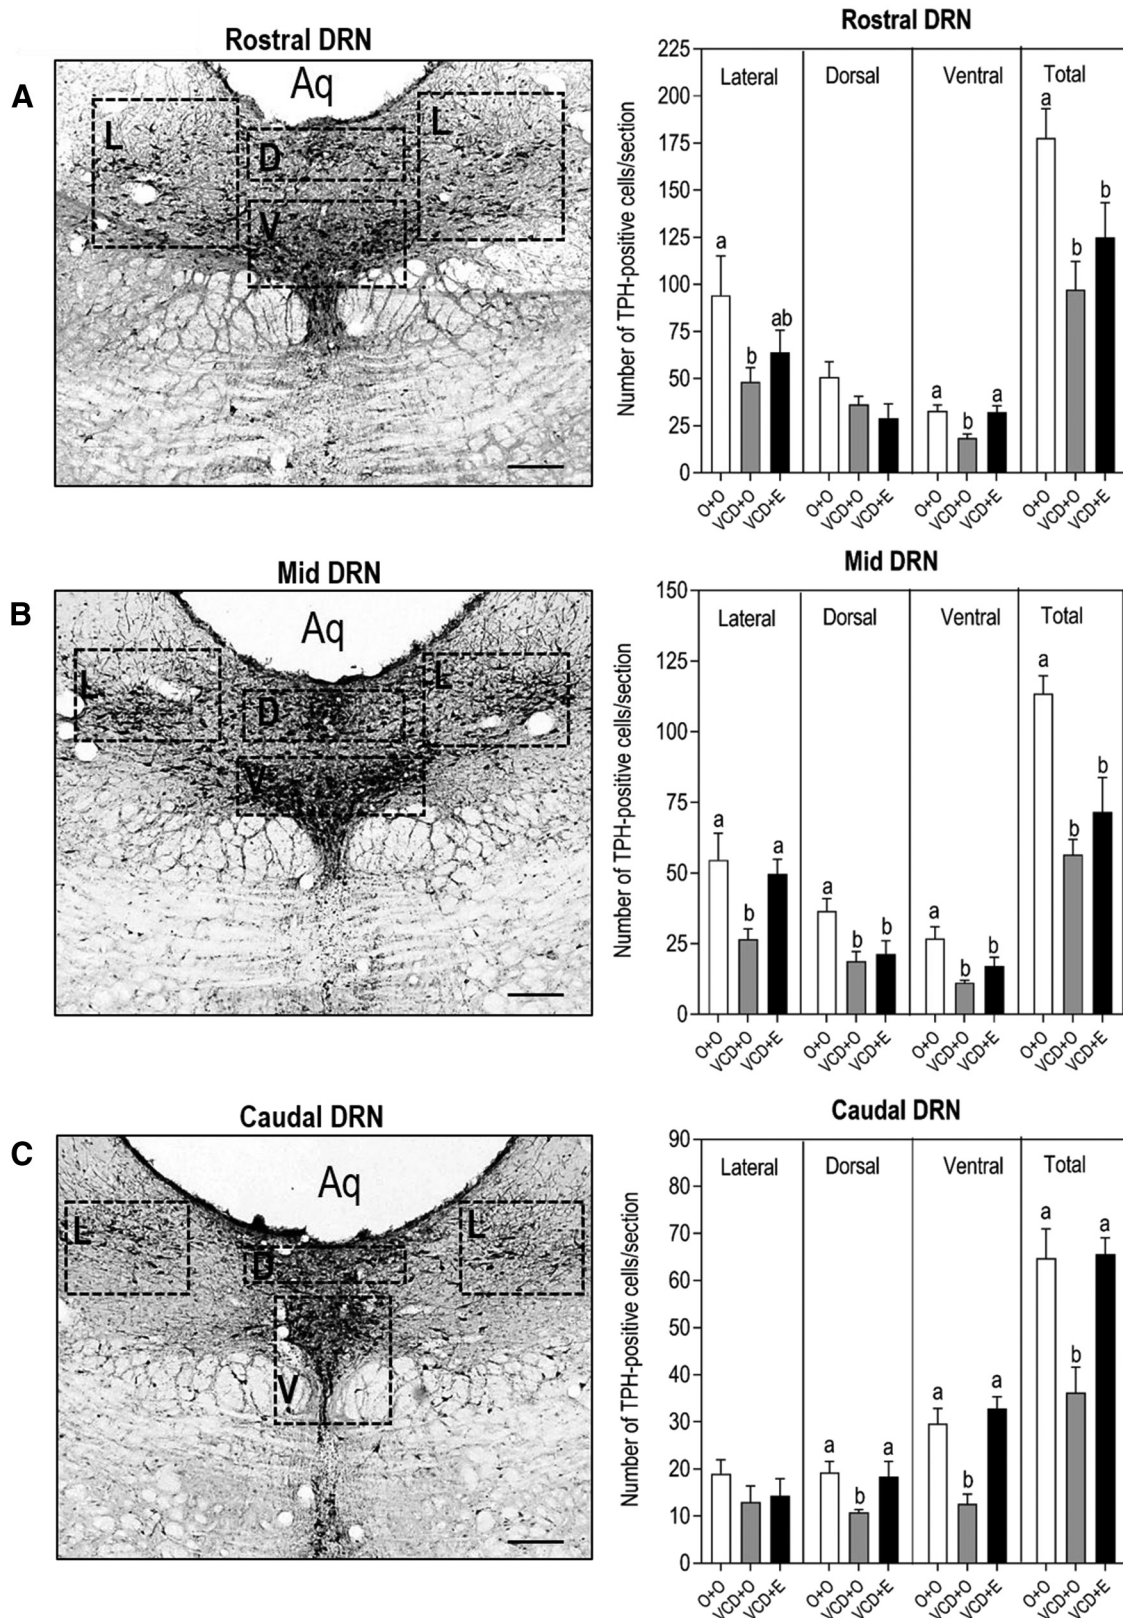 A
Rostral DRN
Aq
L
L
D
V
Rostral DRN
Number of TPH-positive cells/section
225
200
175
150
125
100
75
50
25
0
Lateral
Dorsal
Ventral
Total
a
b
ab
a
b
a
a
b
b
O+O
VCD+O
VCD+E
O+O
VCD+O
VCD+E
O+O
VCD+O
VCD+E
O+O
VCD+O
VCD+E
B
Mid DRN
Aq
L
L
D
V
Mid DRN
Number of TPH-positive cells/section
150
125
100
75
50
25
0
Lateral
Dorsal
Ventral
Total
a
b
a
a
b
b
a
b
b
a
b
b
O+O
VCD+O
VCD+E
O+O
VCD+O
VCD+E
O+O
VCD+O
VCD+E
O+O
VCD+O
VCD+E
C
Caudal DRN
Aq
L
L
D
V
Caudal DRN
Number of TPH-positive cells/section
90
80
70
60
50
40
30
20
10
0
Lateral
Dorsal
Ventral
Total
a
b
a
a
b
a
a
b
a
O+O
VCD+O
VCD+E
O+O
VCD+O
VCD+E
O+O
VCD+O
VCD+E
O+O
VCD+O
VCD+E